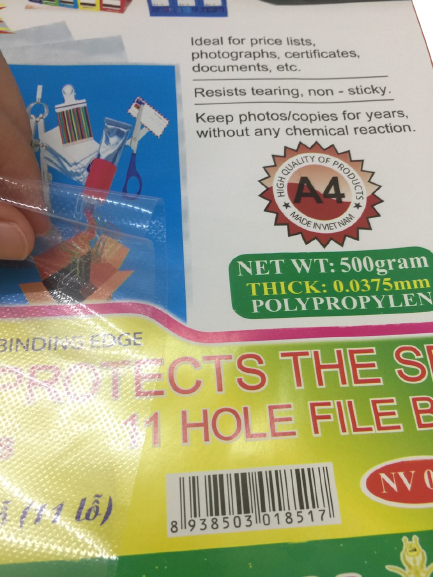 Ideal for price lists,
photographs, certificates,
documents, etc.
Resists tearing, non - sticky.
Keep photos/copies for years,
without any chemical reaction.
HIGH QUALITY OF PRODUCTS
A4
MADE IN VIET NAM
NET WT: 500gram
THICK: 0.0375mm
POLYPROPYLEN
BINDING EDGE
PROTECTS THE
11 HOLE FILE
(11 lỗ)
NV
8 938503 018517